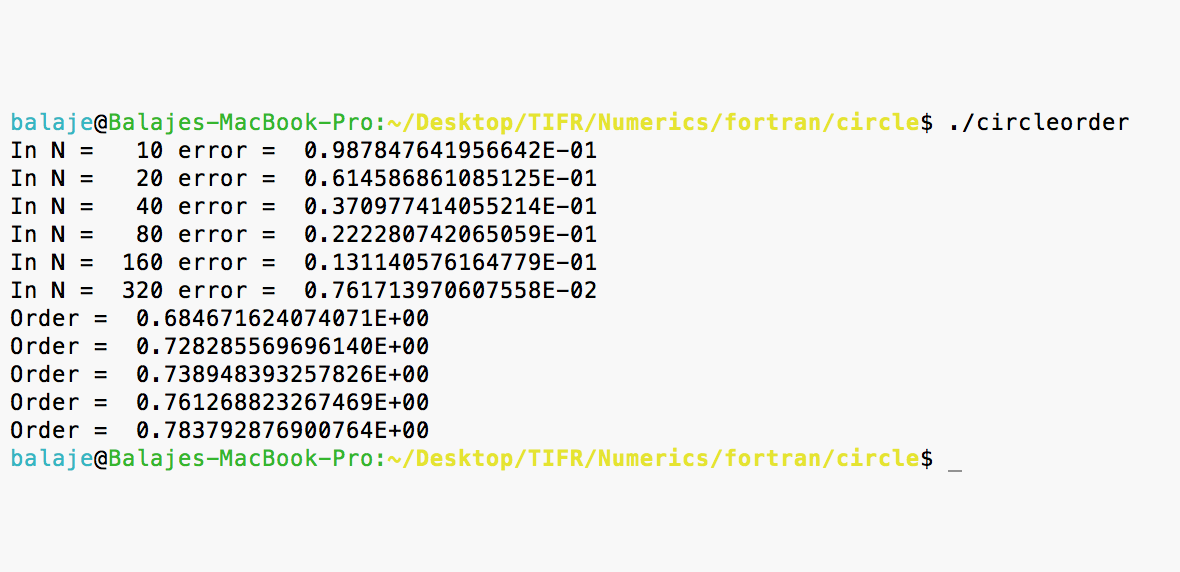 balaje@Balajes-MacBook-Pro:~/Desktop/TIFR/Numerics/fortran/circle$ ./circleorder
In N =   10 error =  0.987847641956642E-01
In N =   20 error =  0.614586861085125E-01
In N =   40 error =  0.370977414055214E-01
In N =   80 error =  0.222280742065059E-01
In N =  160 error =  0.131140576164779E-01
In N =  320 error =  0.761713970607558E-02
Order =  0.684671624074071E+00
Order =  0.728285569696140E+00
Order =  0.738948393257826E+00
Order =  0.761268823267469E+00
Order =  0.783792876900764E+00
balaje@Balajes-MacBook-Pro:~/Desktop/TIFR/Numerics/fortran/circle$ _